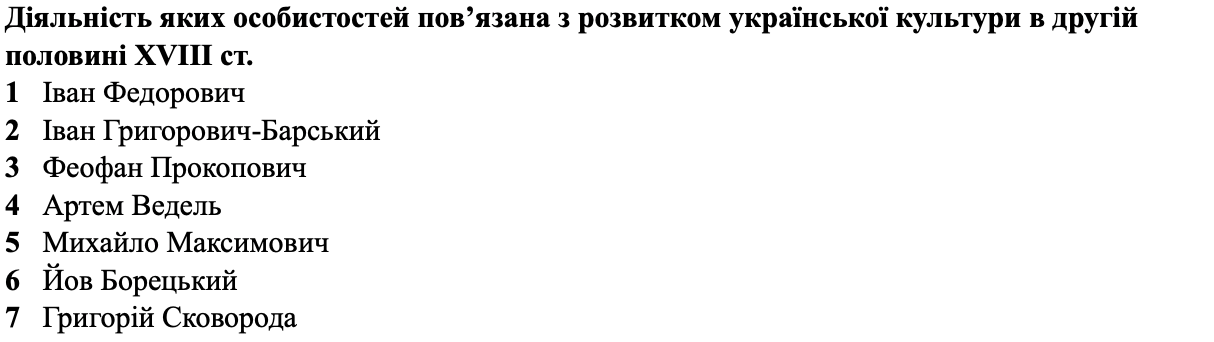 Діяльність яких особистостей пов’язана з розвитком української культури в другій
половині XVIII ст.
1 Іван Федорович
2 Іван Григорович-Барський
3 Феофан Прокопович
4 Артем Ведель
5 Михайло Максимович
6 Йов Борецький
7 Григорій Сковорода